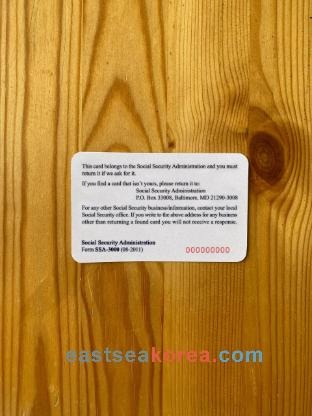 This card belongs to the Social Security Administration and you must
return it if we ask for it.
If you find a card that isn't yours, please return it to:
Social Security Administration
P.O. Box 33008, Baltimore, MD 21290-3008
For any other Social Security business/information, contact your local
Social Security office. If you write to the above address for any business
other than returning a found card you will not receive a response.
Social Security Administration
Form SSA-3000 (08-2011)
000000000
eastseakorea.com